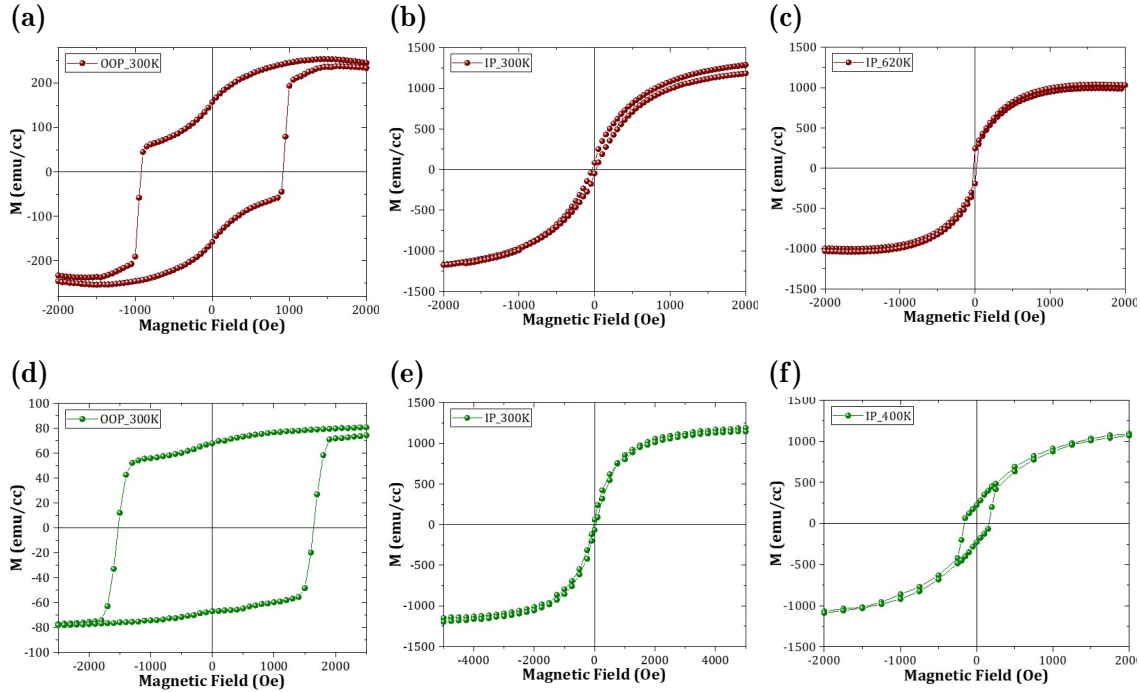 (a)
OOP_300K
M (emu/cc)
200
100
0
-100
-200
-2000 -1000 0 1000 2000
Magnetic Field (Oe)
(b)
IP_300K
M (emu/cc)
1500
1000
500
0
-500
1000
-1500
-2000 -1000 0 1000 2000
Magnetic Field (Oe)
(c)
IP_620K
M (emu/cc)
1500
1000
500
0
-500
-1000
-1500
-2000 -1000 0 1000 2000
Magnetic Field (Oe)
(d)
OOP_300K
M (emu/cc)
100
80
60
40
20
0
-20
-40
-60
-80
-100
-2000 -1000 0 1000 2000
Magnetic Field (Oe)
(e)
IP_300K
M (emu/cc)
1500
1000
500
0
-500
-1000
-1500
-4000 -2000 0 2000 4000
Magnetic Field (Oe)
(f)
IP_400K
M (emu/cc)
1500
1000
500
0
-500
-1000
-1500
-2000 -1000 0 1000 2000
Magnetic Field (Oe)